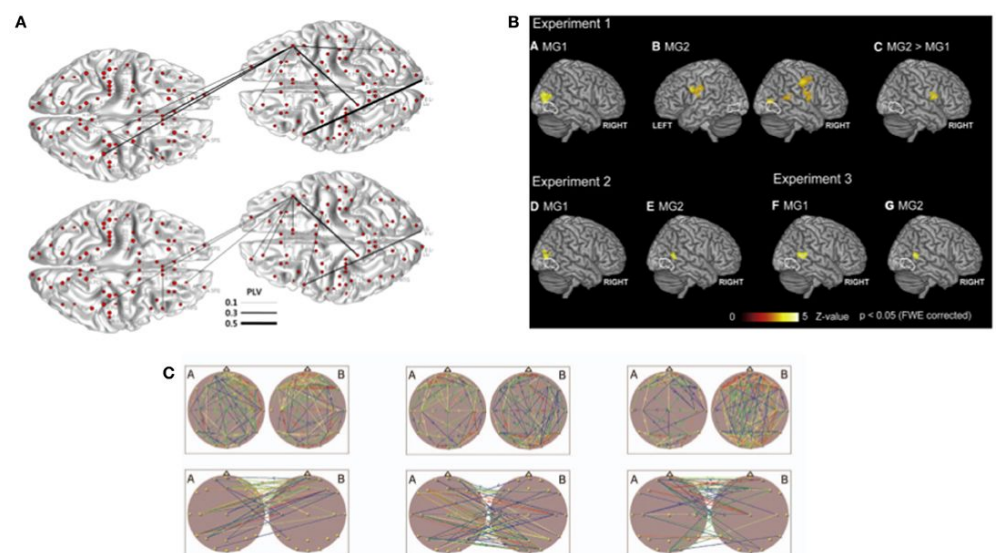 A
PLV
0.1
0.3
0.5
B
Experiment 1
A MG1
B MG2
C MG2 > MG1
RIGHT
LEFT
RIGHT
RIGHT
Experiment 2
Experiment 3
D MG1
E MG2
F MG1
G MG2
RIGHT
RIGHT
RIGHT
RIGHT
0
5 Z-value
p < 0.05 (FWE corrected)
C
A B
A B
A B
A B
A B
A B